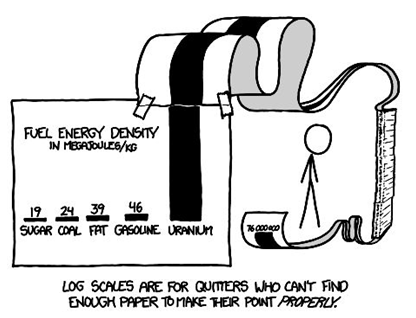 FUEL ENERGY DENSITY
IN MEGAJOULES/KG
19 24 39 46
SUGAR COAL FAT GASOLINE URANIUM
76,000,000
LOG SCALES ARE FOR QUITTERS WHO CAN'T FIND
ENOUGH PAPER TO MAKE THEIR POINT PROPERLY.